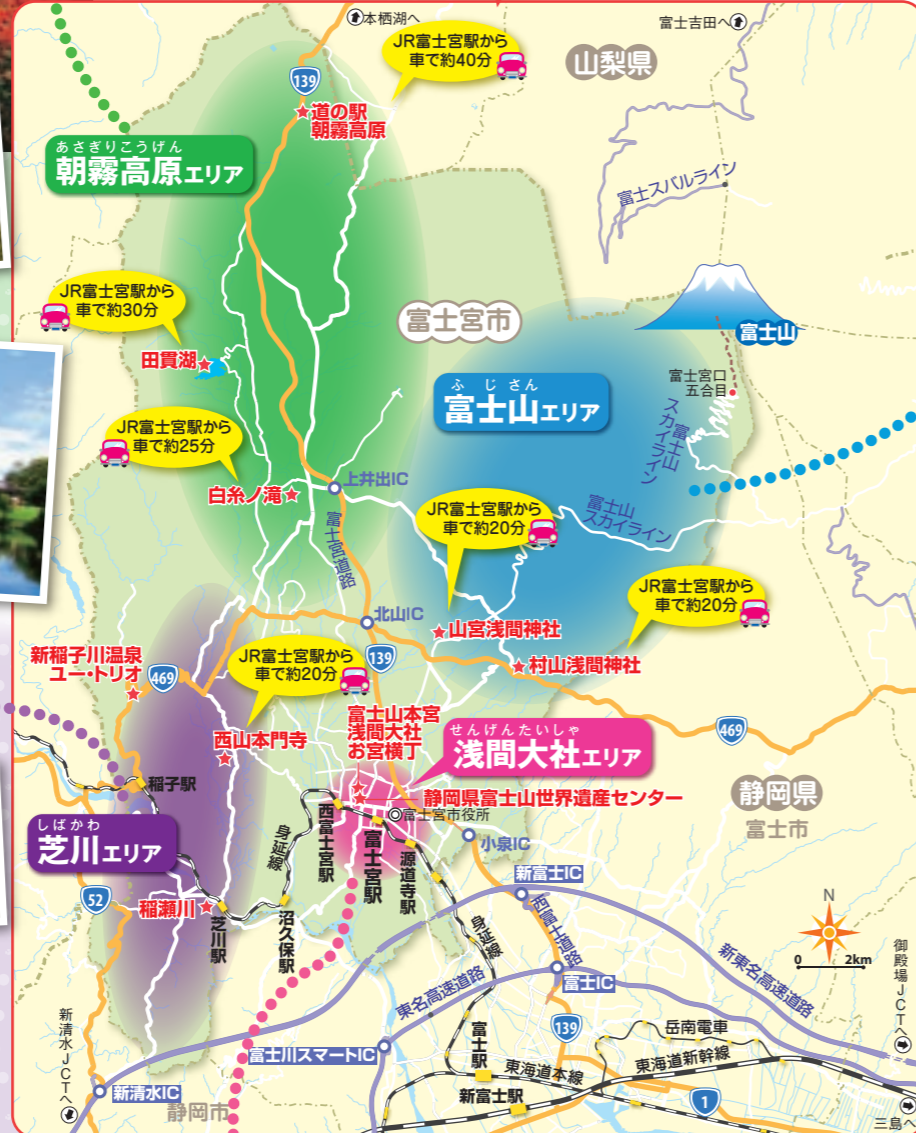 本栖湖へ
富士吉田へ
JR富士宮駅から
車で約40分
山梨県
139
道の駅
朝霧高原
あさぎりこうげん
朝霧高原エリア
富士スバルライン
JR富士宮駅から
車で約30分
富士宮市
富士山
田貫湖
富士宮口
五合目
ふじさん
富士山エリア
富士山
スカイライン
JR富士宮駅から
車で約25分
上井出IC
白糸ノ滝
JR富士宮駅から
車で約20分
富士山
スカイライン
富士宮道路
JR富士宮駅から
車で約20分
北山IC
山宮浅間神社
新稲子川温泉
ユー・トリオ
469
JR富士宮駅から
車で約20分
139
村山浅間神社
西山本門寺
富士山本宮
浅間大社
お宮横丁
せんげんたいしゃ
浅間大社エリア
469
稲子駅
静岡県富士山世界遺産センター
静岡県
富士市
富士宮市役所
しばかわ
芝川エリア
身延線
西富士宮駅
富士宮駅
源道寺駅
小泉IC
新富士IC
52
稲瀬川
芝川駅
沼久保駅
身延線
西富士道路
新東名高速道路
N
0 2km
御殿場JCTへ
東名高速道路
富士IC
新清水JCTへ
富士川スマートIC
富士駅
139
岳南電車
東海道本線
東海道新幹線
新清水IC
静岡市
新富士駅
1
三島へ